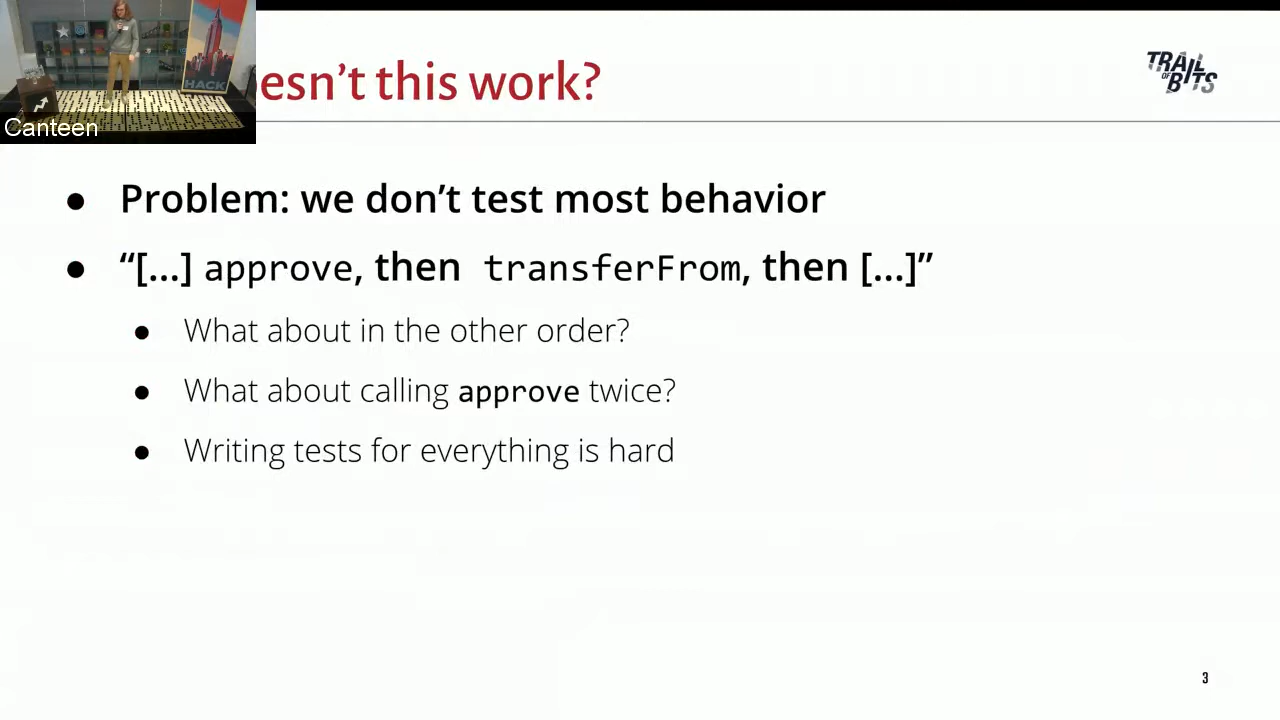 esn't this work?
TRAIL
OF
BITS
HACK
Canteen
● Problem: we don't test most behavior
● “[...] approve, then transferFrom, then [...]”
● What about in the other order?
● What about calling approve twice?
● Writing tests for everything is hard
3